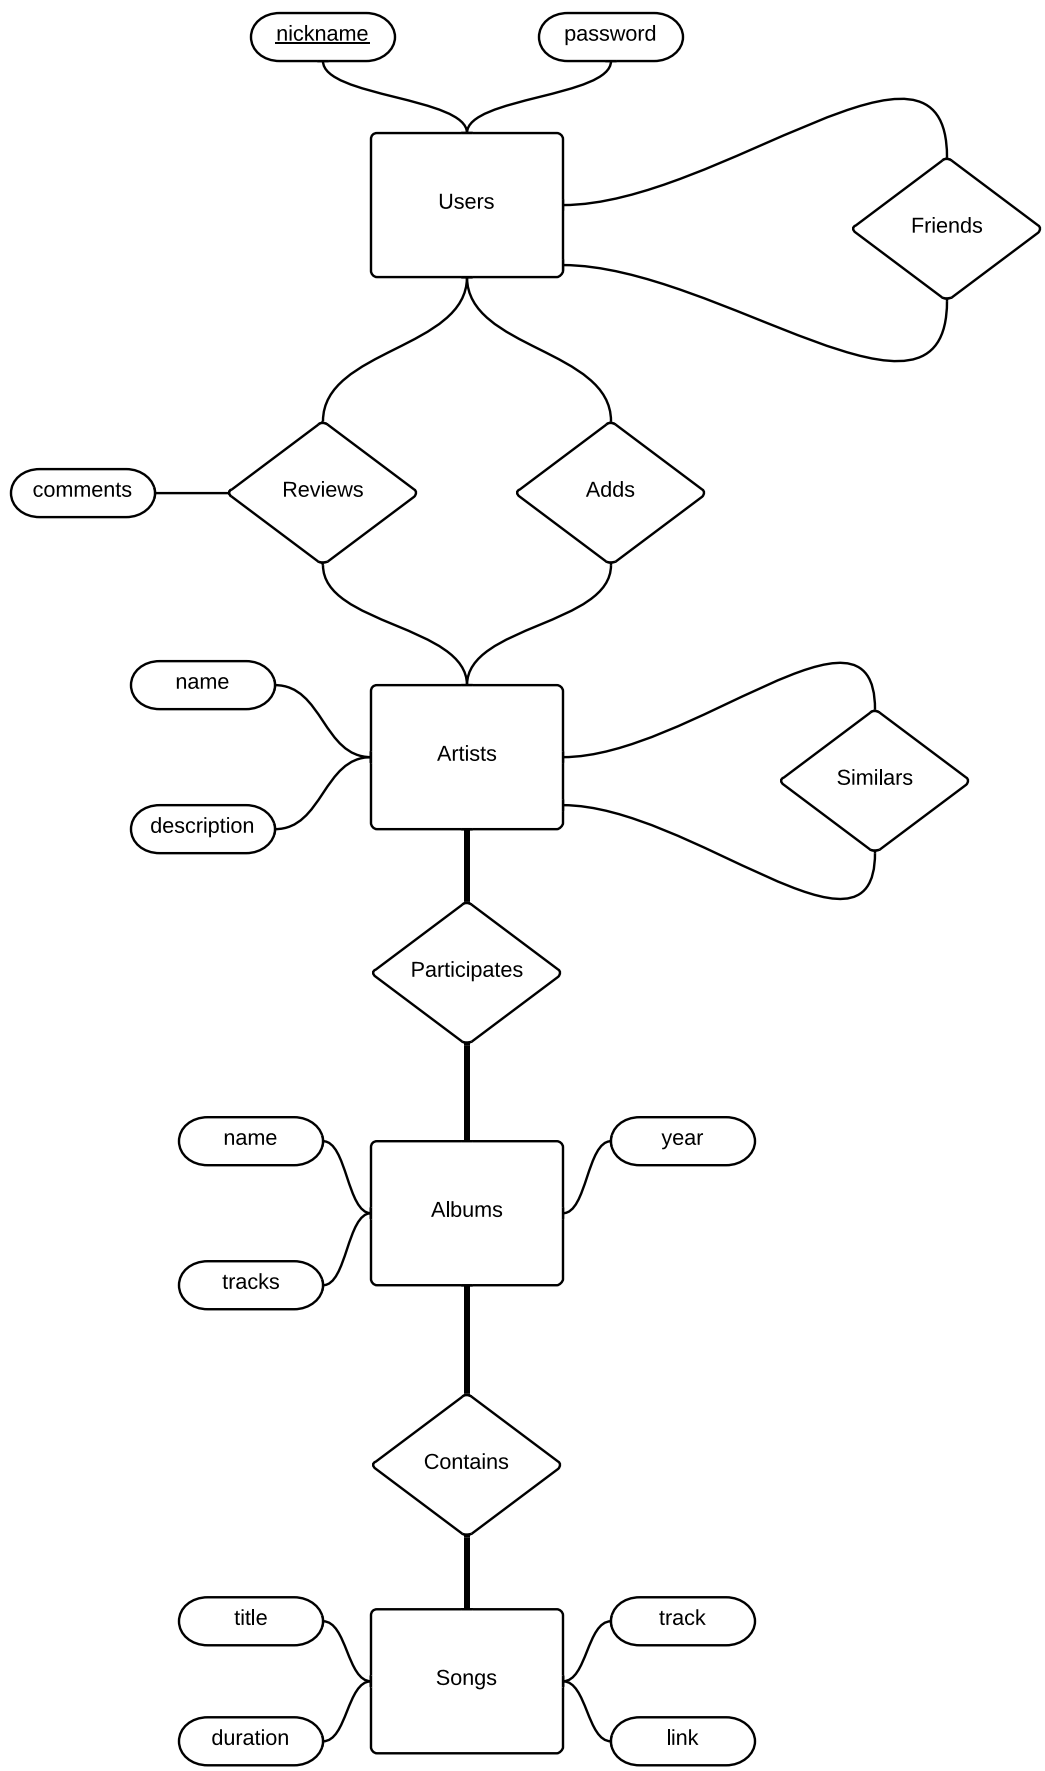 nickname
password
Users
Friends
comments
Reviews
Adds
name
Artists
Similars
description
Participates
name
year
Albums
tracks
Contains
title
track
Songs
duration
link